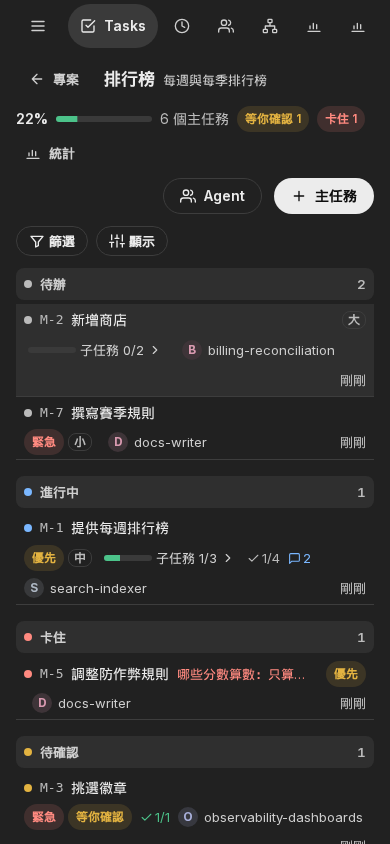 Tasks
專案 排行榜 每週與每季排行榜
22% 6 個主任務 等你確認 1 卡住 1
統計
Agent 主任務
篩選 顯示
待辦 2
M-2 新增商店 大
子任務 0/2 B billing-reconciliation
剛剛
M-7 撰寫賽季規則
緊急 小 D docs-writer 剛剛
進行中 1
M-1 提供每週排行榜
優先 中 子任務 1/3 1/4 2
S search-indexer 剛剛
卡住 1
M-5 調整防作弊規則 哪些分數算數: 只算… 優先
D docs-writer 剛剛
待確認 1
M-3 挑選徽章
緊急 等你確認 1/1 O observability-dashboards